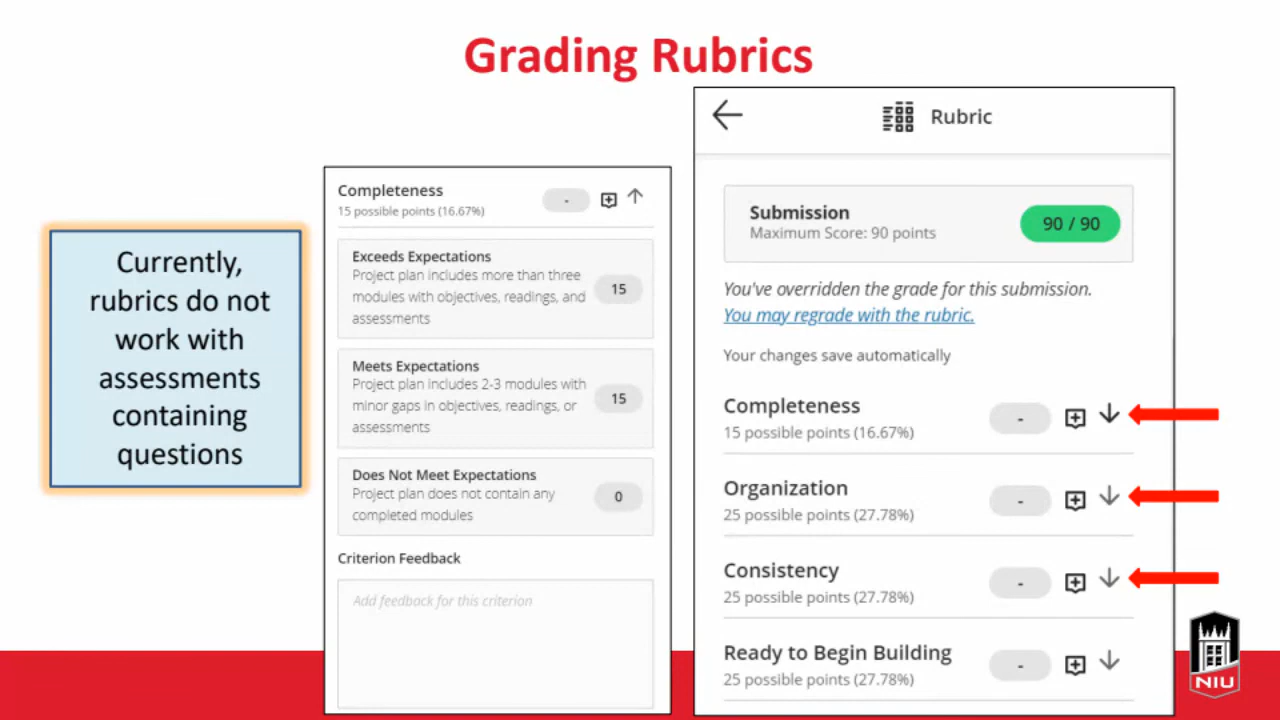 Grading Rubrics
Currently,
rubrics do not
work with
assessments
containing
questions
Completeness
15 possible points (16.67%)
-
Exceeds Expectations
Project plan includes more than three
modules with objectives, readings, and
assessments
15
Meets Expectations
Project plan includes 2-3 modules with
minor gaps in objectives, readings, or
assessments
15
Does Not Meet Expectations
Project plan does not contain any
completed modules
0
Criterion Feedback
Add feedback for this criterion
Rubric
Submission
Maximum Score: 90 points
90 / 90
You've overridden the grade for this submission.
You may regrade with the rubric.
Your changes save automatically
Completeness
15 possible points (16.67%)
-
Organization
25 possible points (27.78%)
-
Consistency
25 possible points (27.78%)
-
Ready to Begin Building
25 possible points (27.78%)
-
NIU